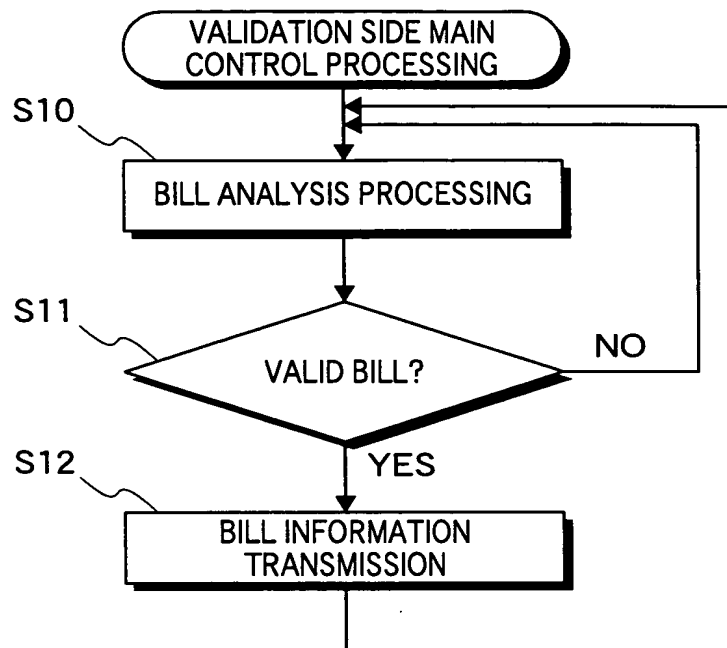 VALIDATION SIDE MAIN
CONTROL PROCESSING
S10
BILL ANALYSIS PROCESSING
S11
VALID BILL?
NO
YES
S12
BILL INFORMATION
TRANSMISSION